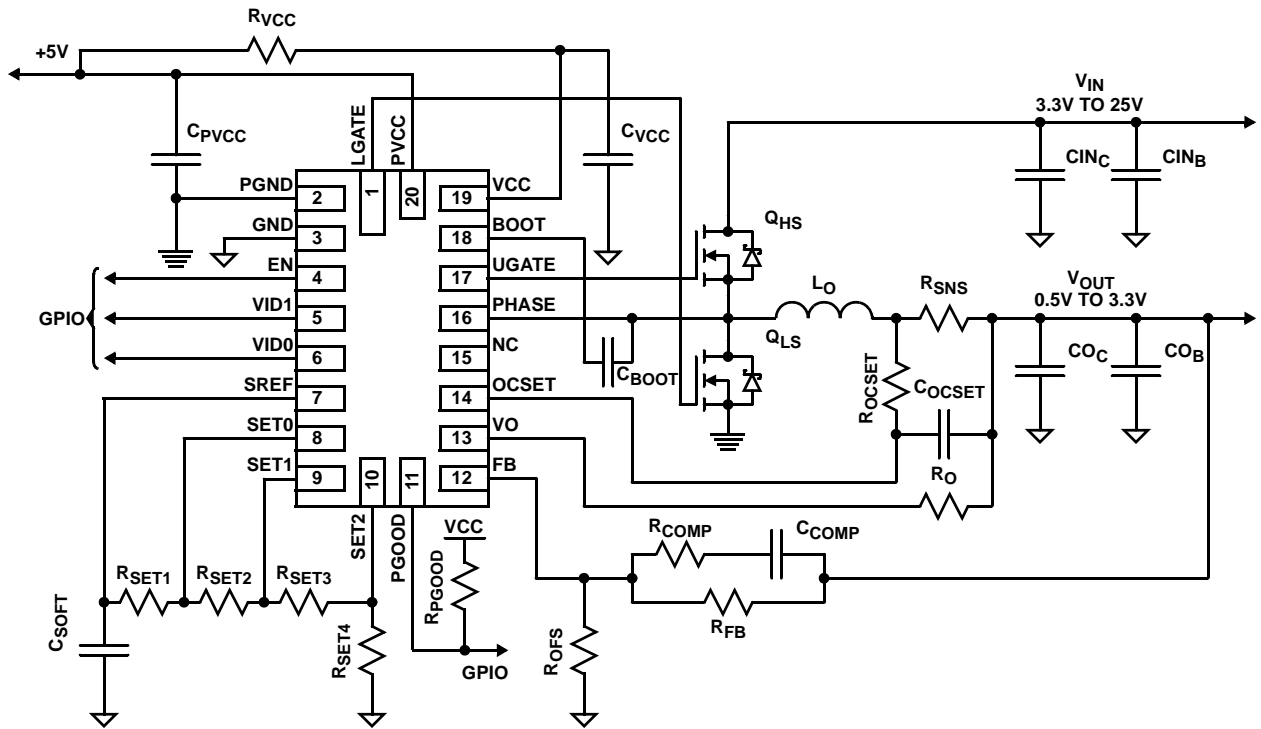 RVCC
+5V
VIN
3.3V TO 25V
LGATE
PVCC
CPVCC
CVCC
CINC
CINB
1
20
PGND
2
19
VCC
GND
3
18
BOOT
QHS
EN
4
17
UGATE
GPIO
VID1
5
16
PHASE
LO
RSNS
VOUT
0.5V TO 3.3V
VID0
6
15
NC
CBOOT
QLS
SREF
7
14
OCSET
ROCSET
COCSET
COC
COB
SET0
8
13
VO
SET1
9
10
11
12
FB
RO
SET2
PGOOD
VCC
RCOMP
CCOMP
RSET1
RSET2
RSET3
RPGOOD
RFB
CSOFT
RSET4
GPIO
ROFS